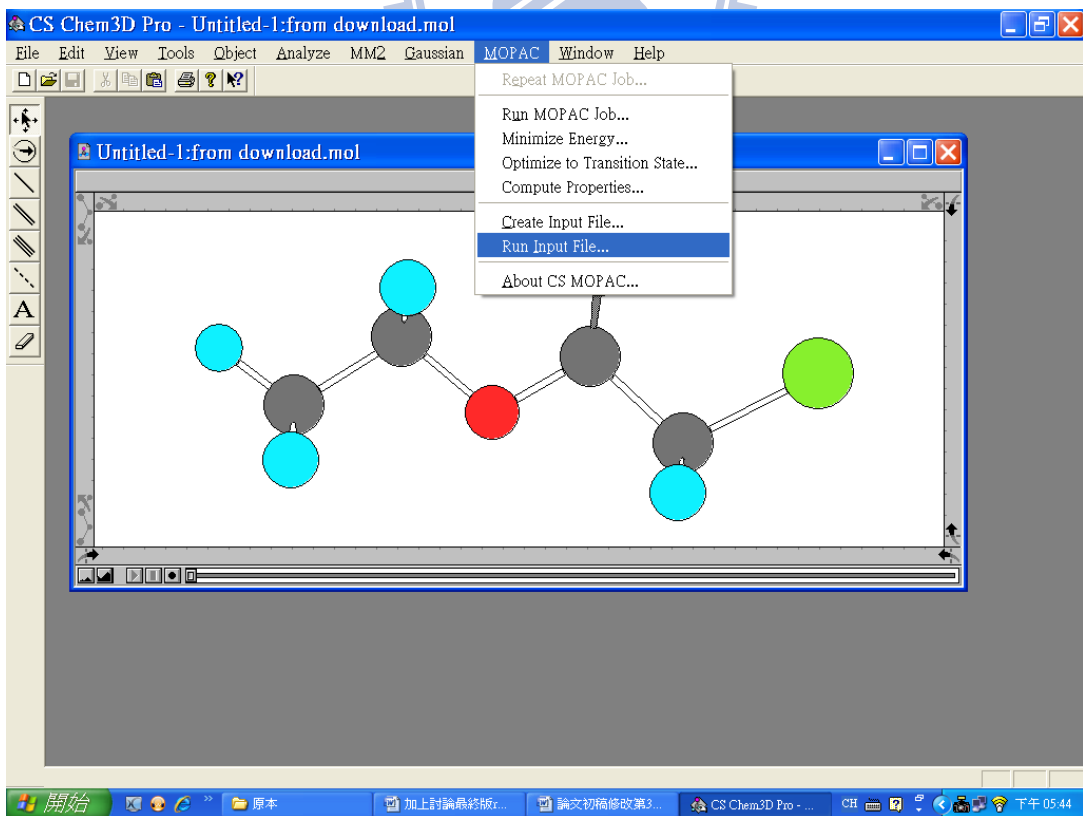 CS Chem3D Pro - Untitled-1:from download.mol
File Edit View Tools Object Analyze MM2 Gaussian MOPAC Window Help
Repeat MOPAC Job...
Run MOPAC Job...
Minimize Energy...
Optimize to Transition State...
Compute Properties...
Create Input File...
Run Input File...
About CS MOPAC...
Untitled-1:from download.mol
A
開始 » 原本 加上討論最終版r... 論文初稿修改第3... CS Chem3D Pro - ... CH 下午 05:44